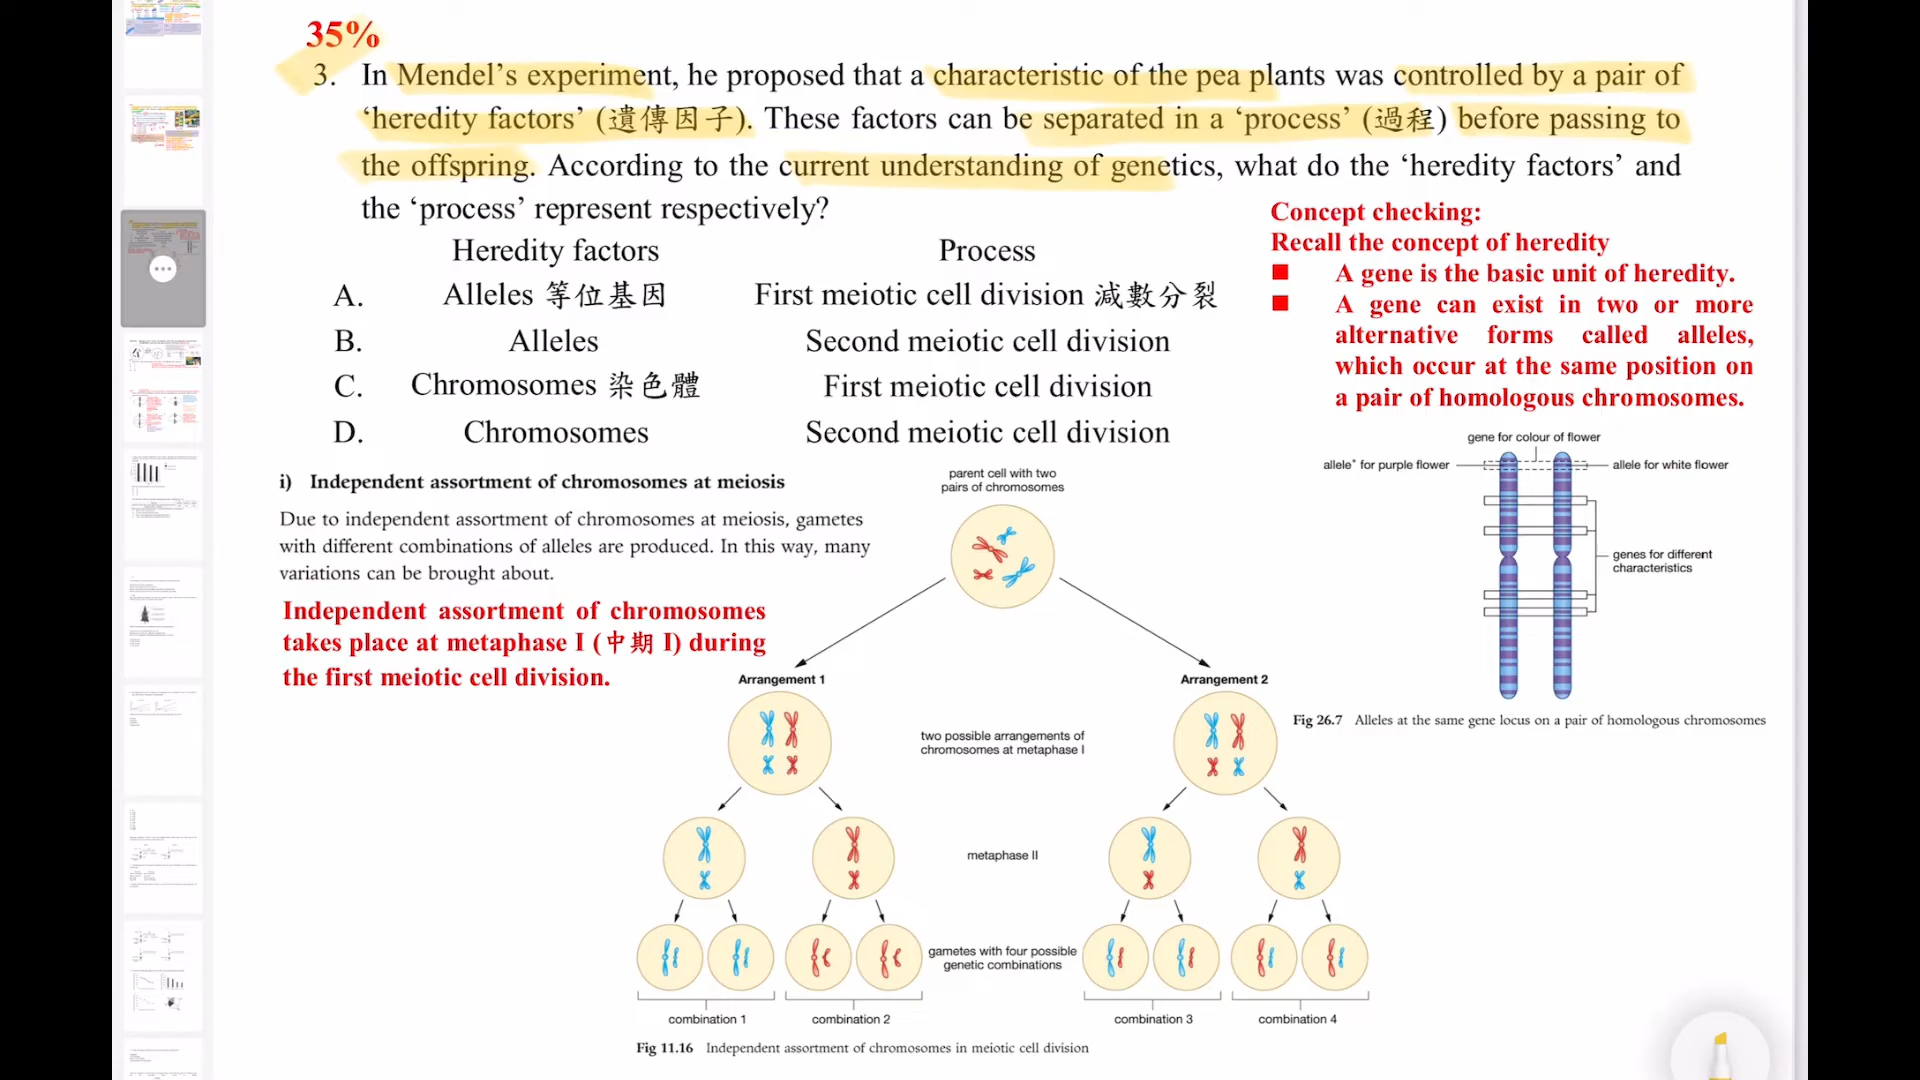 35%
3. In Mendel’s experiment, he proposed that a characteristic of the pea plants was controlled by a pair of
‘heredity factors’ (遺傳因子). These factors can be separated in a ‘process’ (過程) before passing to
the offspring. According to the current understanding of genetics, what do the ‘heredity factors’ and
the ‘process’ represent respectively?
Heredity factors Process
A. Alleles 等位基因 First meiotic cell division 減數分裂
B. Alleles Second meiotic cell division
C. Chromosomes 染色體 First meiotic cell division
D. Chromosomes Second meiotic cell division
Concept checking:
Recall the concept of heredity
■ A gene is the basic unit of heredity.
■ A gene can exist in two or more
alternative forms called alleles,
which occur at the same position on
a pair of homologous chromosomes.
gene for colour of flower
allele* for purple flower
allele for white flower
genes for different
characteristics
Fig 26.7 Alleles at the same gene locus on a pair of homologous chromosomes
i) Independent assortment of chromosomes at meiosis
Due to independent assortment of chromosomes at meiosis, gametes
with different combinations of alleles are produced. In this way, many
variations can be brought about.
Independent assortment of chromosomes
takes place at metaphase I (中期 I) during
the first meiotic cell division.
parent cell with two
pairs of chromosomes
Arrangement 1
Arrangement 2
two possible arrangements of
chromosomes at metaphase I
metaphase II
gametes with four possible
genetic combinations
combination 1
combination 2
combination 3
combination 4
Fig 11.16 Independent assortment of chromosomes in meiotic cell division